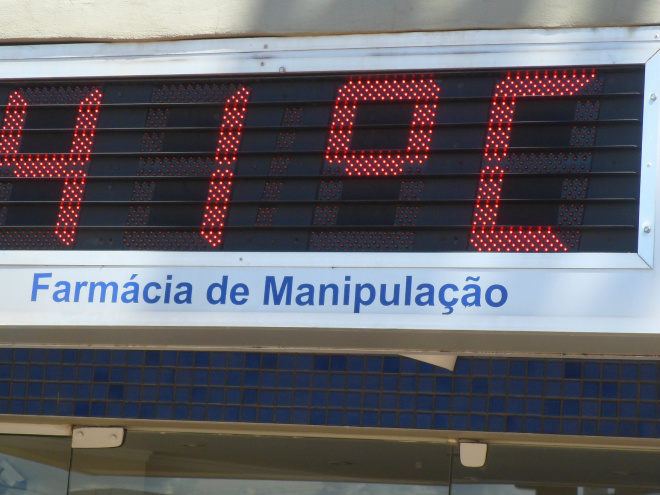 41ºC
Farmácia de Manipulação